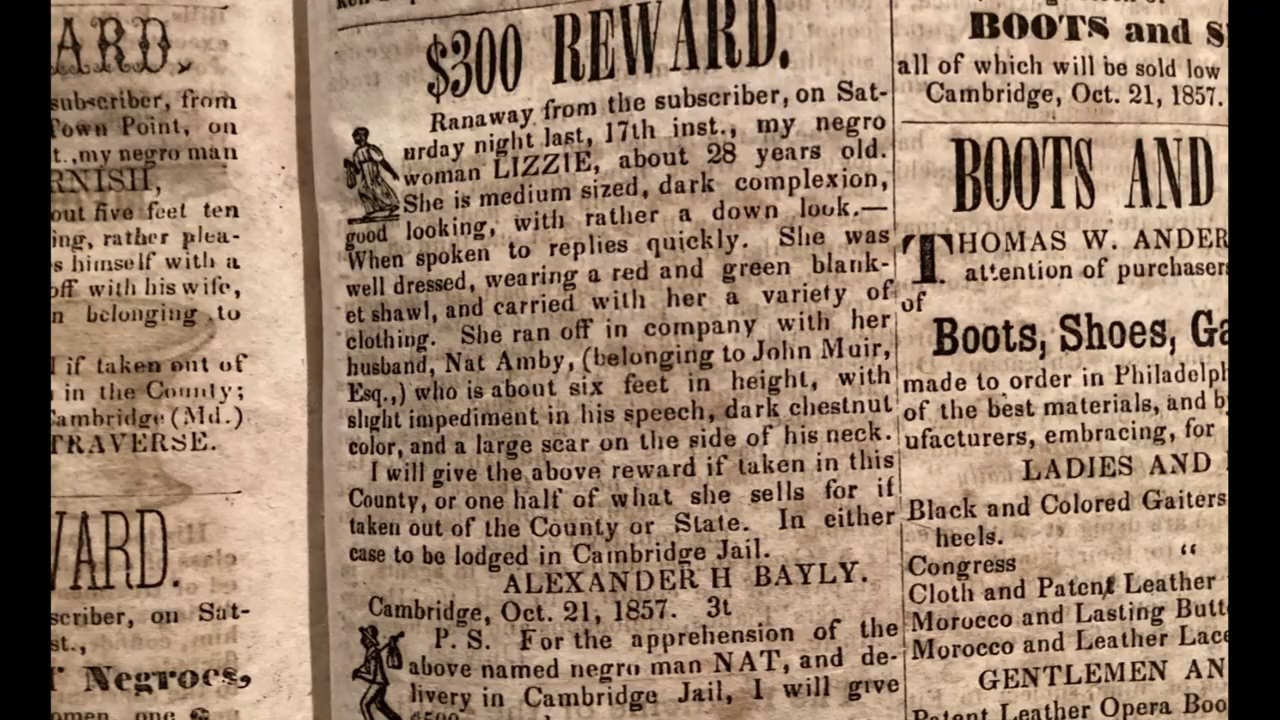 ARD,
subscriber, from
Town Point, on
t., my negro man
RNISH,
out five feet ten
ing, rather plea-
s himself with a
off with his wife,
n belonging to
if taken out of
in the County;
Cambridge (Md.)
TRAVERSE.
WARD.
scriber, on Sat-
st.,
Negroes,
omen, one
$300 REWARD.
Ranaway from the subscriber, on Sat-
urday night last, 17th inst., my negro
woman LIZZIE, about 28 years old.
She is medium sized, dark complexion,
good looking, with rather a down look.—
When spoken to replies quickly. She was
well dressed, wearing a red and green blank-
et shawl, and carried with her a variety of
clothing. She ran off in company with her
husband, Nat Amby, (belonging to John Muir,
Esq.,) who is about six feet in height, with
slight impediment in his speech, dark chestnut
color, and a large scar on the side of his neck.
I will give the above reward if taken in this
County, or one half of what she sells for if
taken out of the County or State. In either
case to be lodged in Cambridge Jail.
ALEXANDER H BAYLY.
Cambridge, Oct. 21, 1857. 3t
P. S. For the apprehension of the
above named negro man NAT, and de-
livery in Cambridge Jail, I will give
BOOTS and S
all of which will be sold low
Cambridge, Oct. 21, 1857.
BOOTS AND
THOMAS W. ANDER
attention of purchasers
of
Boots, Shoes, Ga
made to order in Philadelph
of the best materials, and b
ufacturers, embracing, for
LADIES AND
Black and Colored Gaiters
heels.
Congress "
Cloth and Patent Leather
Morocco and Lasting Butt
Morocco and Leather Lace
GENTLEMEN AN
Patent Leather Opera Boo